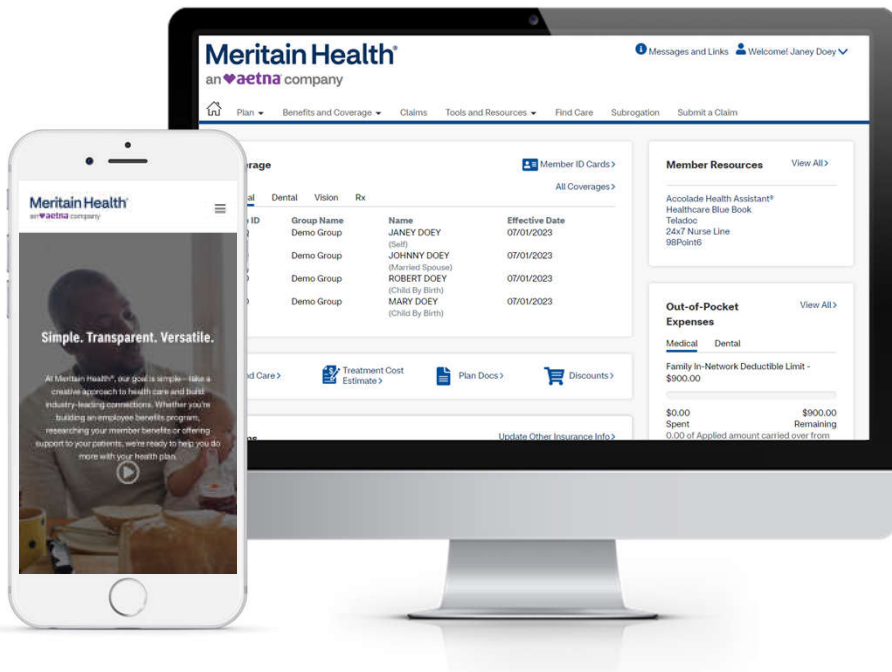 Meritain Health®
an aetna company
Messages and Links Welcome! Janey Doey
Plan Benefits and Coverage Claims Tools and Resources Find Care Subrogation Submit a Claim
Member ID Cards >
All Coverages >
Dental Vision Rx
ID Group Name Name Effective Date
Demo Group JANEY DOEY 07/01/2023
(Self)
Demo Group JOHNNY DOEY 07/01/2023
(Married Spouse)
Demo Group ROBERT DOEY 07/01/2023
(Child By Birth)
Demo Group MARY DOEY 07/01/2023
(Child By Birth)
Care > Treatment Cost Estimate > Plan Docs > Discounts >
Update Other Insurance Info >
Member Resources View All >
Accolade Health Assistant®
Healthcare Blue Book
Teladoc
24x7 Nurse Line
98Point6
Out-of-Pocket View All >
Expenses
Medical Dental
Family In-Network Deductible Limit -
$900.00
$0.00 $900.00
Spent Remaining
0.00 of Applied amount carried over from
Meritain Health®
an aetna company
Simple. Transparent. Versatile.
At Meritain Health®, our goal is simple—take a
creative approach to health care and build
industry-leading connections. Whether you're
building an employee benefits program,
researching your member benefits or offering
support to your patients, we're ready to help you do
more with your health plan.